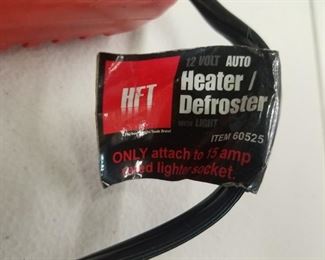 12 VOLT AUTO
HFT
Heater /
Defroster
WITH LIGHT
ITEM 60525
ONLY attach to 15 amp
rated lighter socket.